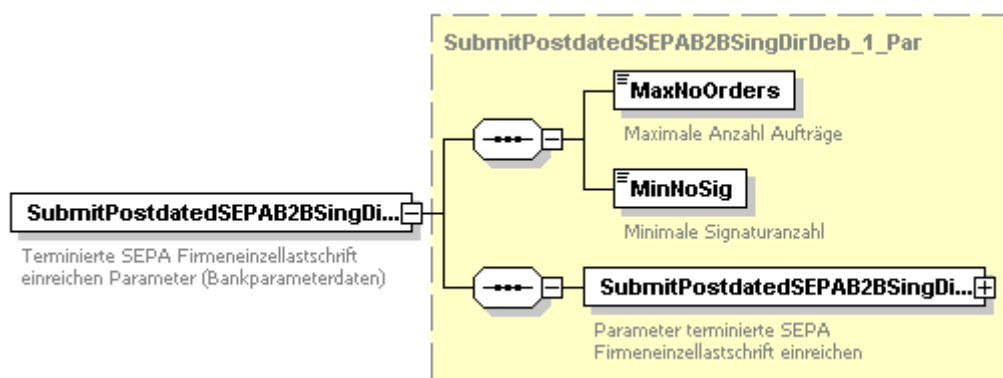 SubmitPostdatedSEPAB2BSingDirDeb_1_Par
MaxNoOrders
Maximale Anzahl Aufträge
MinNoSig
Minimale Signaturanzahl
SubmitPostdatedSEPAB2BSingDi...
Terminierte SEPA Firmeneinzellastschrift
einreichen Parameter (Bankparameterdaten)
SubmitPostdatedSEPAB2BSingDi...
Parameter terminierte SEPA
Firmeneinzellastschrift einreichen